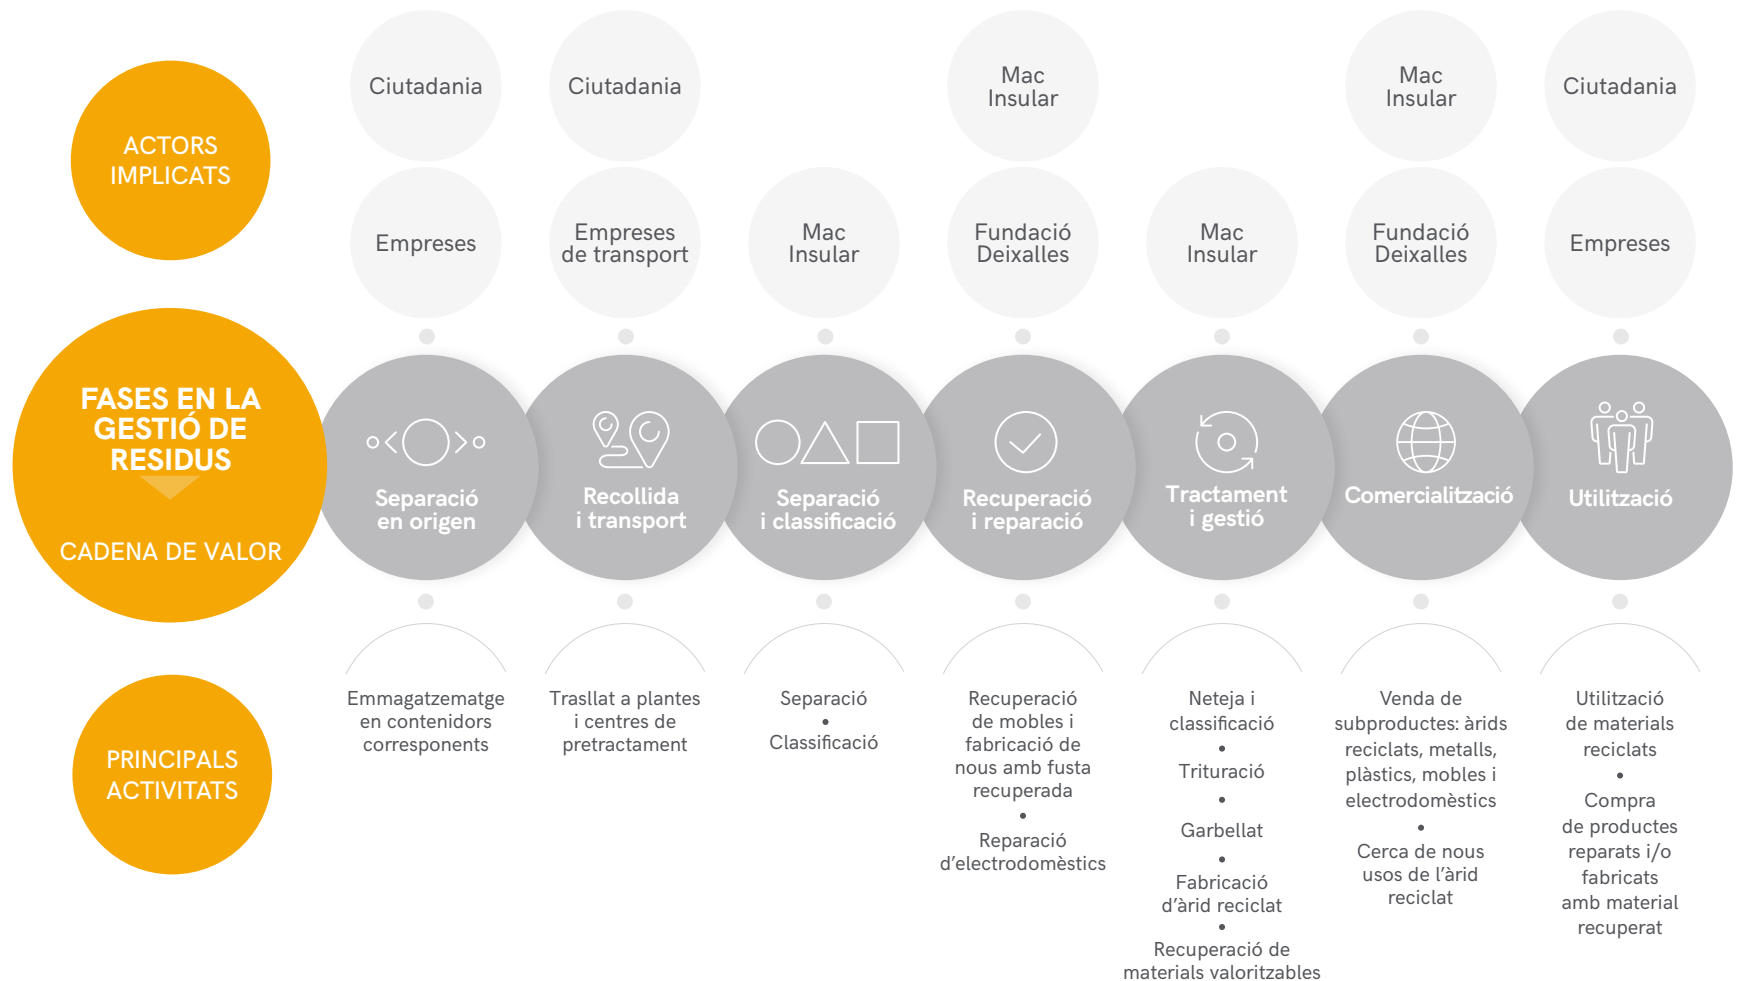 ACTORS
IMPLICATS
Ciutadania
Ciutadania
Mac
Insular
Mac
Insular
Ciutadania
Empreses
Empreses
de transport
Mac
Insular
Fundació
Deixalles
Mac
Insular
Fundació
Deixalles
Empreses
FASES EN LA
GESTIÓ DE
RESIDUS
CADENA DE VALOR
Separació
en origen
Recollida
i transport
Separació
i classificació
Recuperació
i reparació
Tractament
i gestió
Comercialització
Utilització
PRINCIPALS
ACTIVITATS
Emmagatzematge
en contenidors
corresponents
Trasllat a plantes
i centres de
pretractament
Separació
•
Classificació
Recuperació
de mobles i
fabricació de
nous amb fusta
recuperada
•
Reparació
d’electrodomèstics
Neteja i
classificació
•
Trituració
•
Garbellat
•
Fabricació
d’àrid reciclat
•
Recuperació de
materials valoritzables
Venda de
subproductes: àrids
reciclats, metalls,
plàstics, mobles i
electrodomèstics
•
Cerca de nous
usos de l’àrid
reciclat
Utilització
de materials
reciclats
•
Compra
de productes
reparats i/o
fabricats
amb material
recuperat